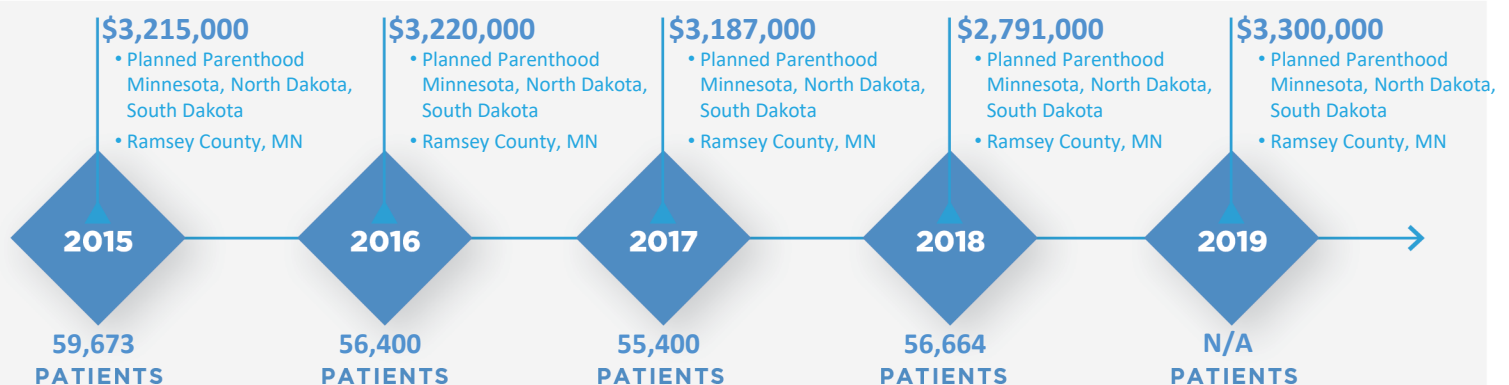 $3,215,000
• Planned Parenthood
Minnesota, North Dakota,
South Dakota
• Ramsey County, MN
2015
59,673
PATIENTS
$3,220,000
• Planned Parenthood
Minnesota, North Dakota,
South Dakota
• Ramsey County, MN
2016
56,400
PATIENTS
$3,187,000
• Planned Parenthood
Minnesota, North Dakota,
South Dakota
• Ramsey County, MN
2017
55,400
PATIENTS
$2,791,000
• Planned Parenthood
Minnesota, North Dakota,
South Dakota
• Ramsey County, MN
2018
56,664
PATIENTS
$3,300,000
• Planned Parenthood
Minnesota, North Dakota,
South Dakota
• Ramsey County, MN
2019
N/A
PATIENTS